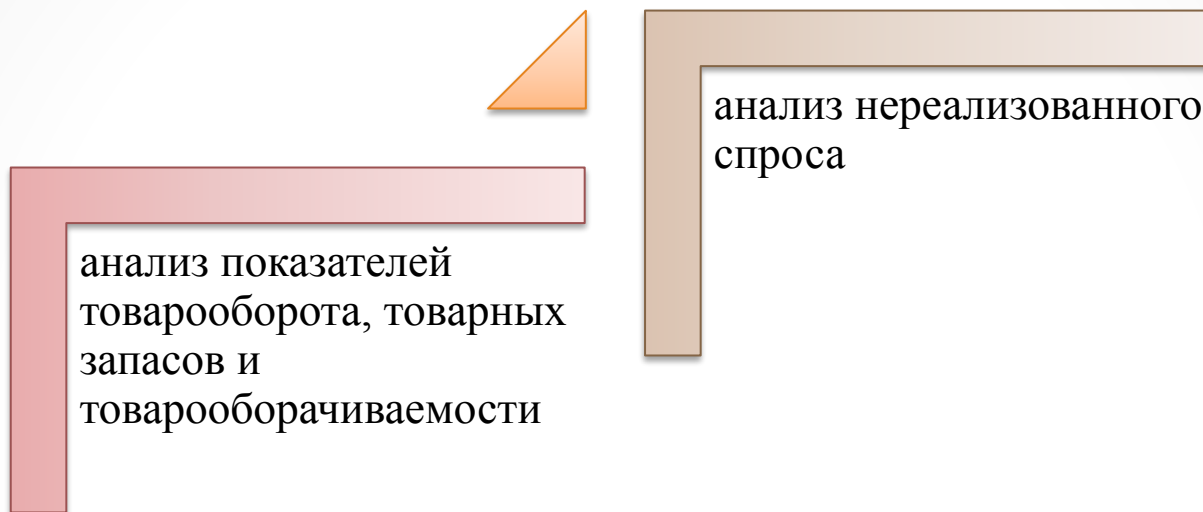 анализ показателей
товарооборота, товарных
запасов и
товарооборачиваемости
анализ нереализованного
спроса